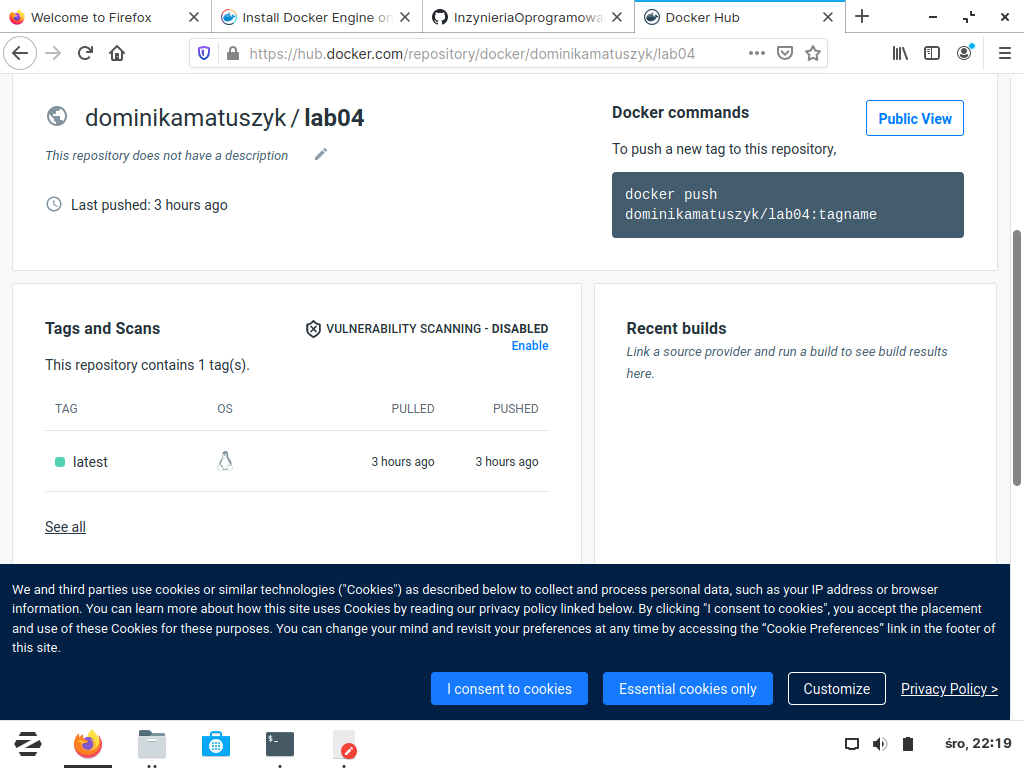 Welcome to Firefox
Install Docker Engine on
InzynieriaOprogramowa
Docker Hub
https://hub.docker.com/repository/docker/dominikamatuszyk/lab04
dominikamatuszyk / lab04
This repository does not have a description
Last pushed: 3 hours ago
Docker commands
Public View
To push a new tag to this repository,
docker push
dominikamatuszyk/lab04:tagname
Tags and Scans
VULNERABILITY SCANNING - DISABLED
Enable
This repository contains 1 tag(s).
TAG OS PULLED PUSHED
latest 3 hours ago 3 hours ago
See all
Recent builds
Link a source provider and run a build to see build results
here.
We and third parties use cookies or similar technologies ("Cookies") as described below to collect and process personal data, such as your IP address or browser
information. You can learn more about how this site uses Cookies by reading our privacy policy linked below. By clicking "I consent to cookies", you accept the placement
and use of these Cookies for these purposes. You can change your mind and revisit your preferences at any time by accessing the “Cookie Preferences” link in the footer of
this site.
I consent to cookies
Essential cookies only
Customize
Privacy Policy >
śro, 22:19